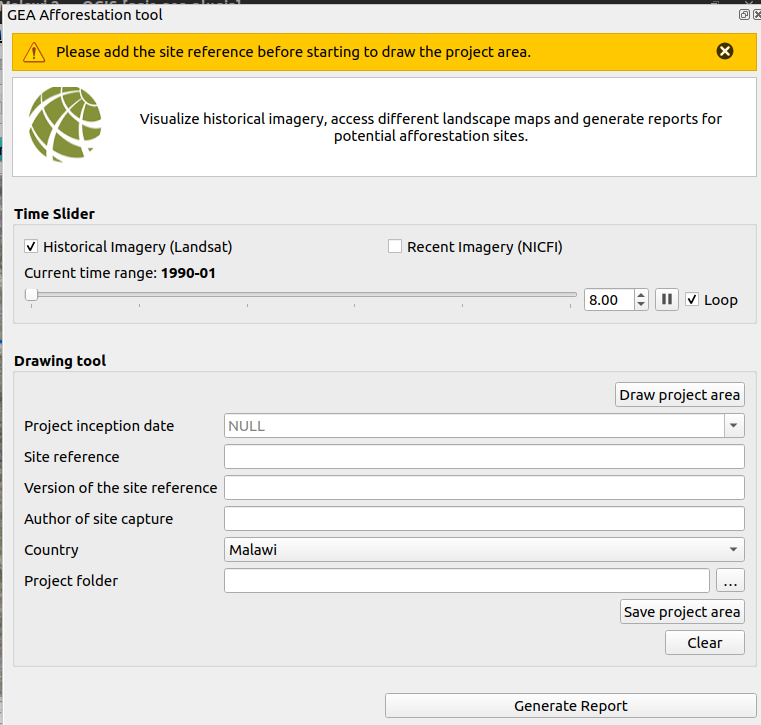 GEA Afforestation tool
Please add the site reference before starting to draw the project area.
Visualize historical imagery, access different landscape maps and generate reports for
potential afforestation sites.
Time Slider
Historical Imagery (Landsat)
Recent Imagery (NICFI)
Current time range: 1990-01
8.00
Loop
Drawing tool
Draw project area
Project inception date
NULL
Site reference
Version of the site reference
Author of site capture
Country
Malawi
Project folder
...
Save project area
Clear
Generate Report